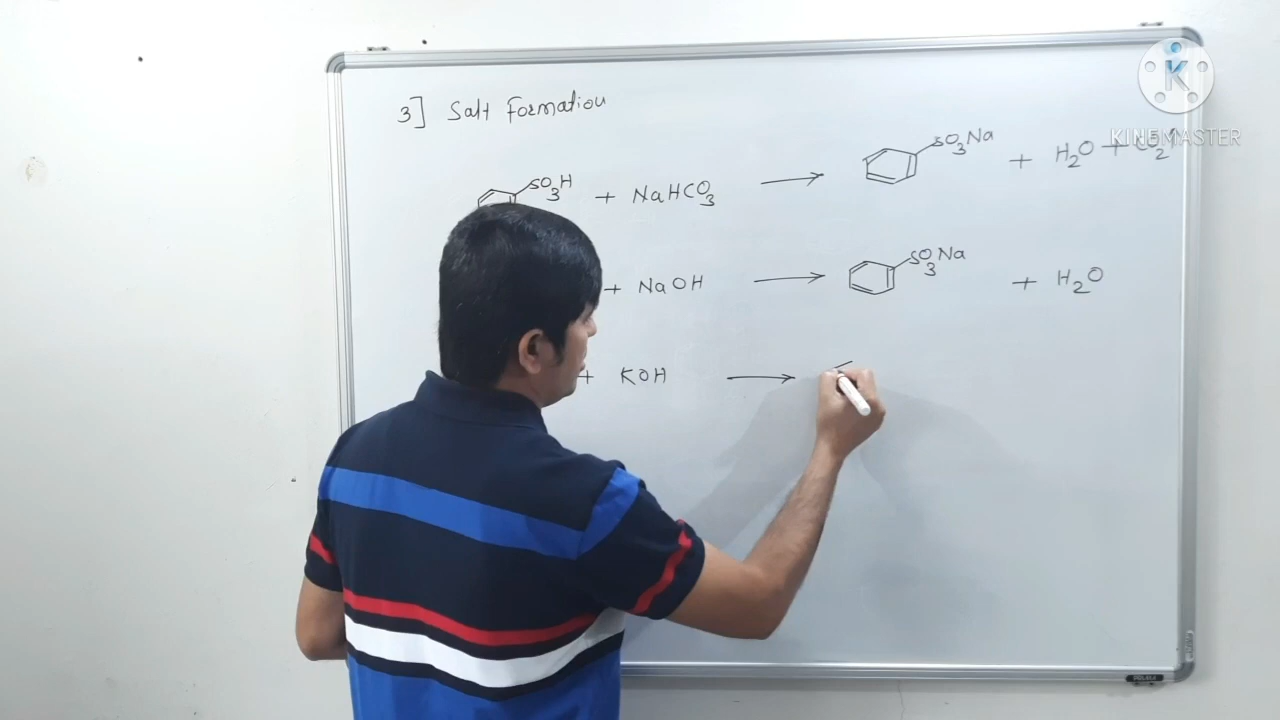 3] Salt Formation
SO3H + NaHCO3 → SO3Na + H2O + CO2↑
+ NaOH → SO3Na + H2O
+ KOH →
K
KINEMASTER